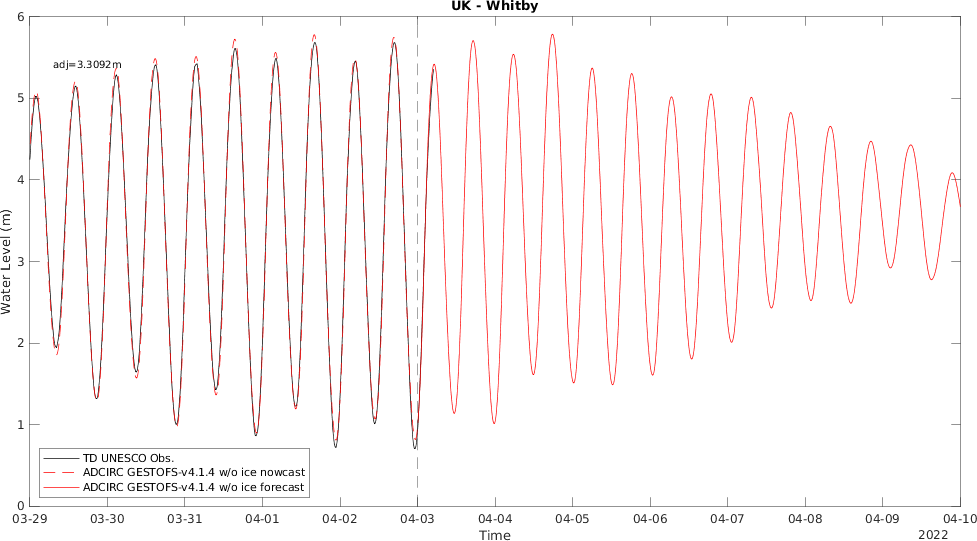 UK - Whitby
adj=3.3092m
Water Level (m)
6
5
4
3
2
1
0
TD UNESCO Obs.
ADCIRC GESTOFS-v4.1.4 w/o ice nowcast
ADCIRC GESTOFS-v4.1.4 w/o ice forecast
03-29 03-30 03-31 04-01 04-02 04-03 04-04 04-05 04-06 04-07 04-08 04-09 04-10
Time
2022